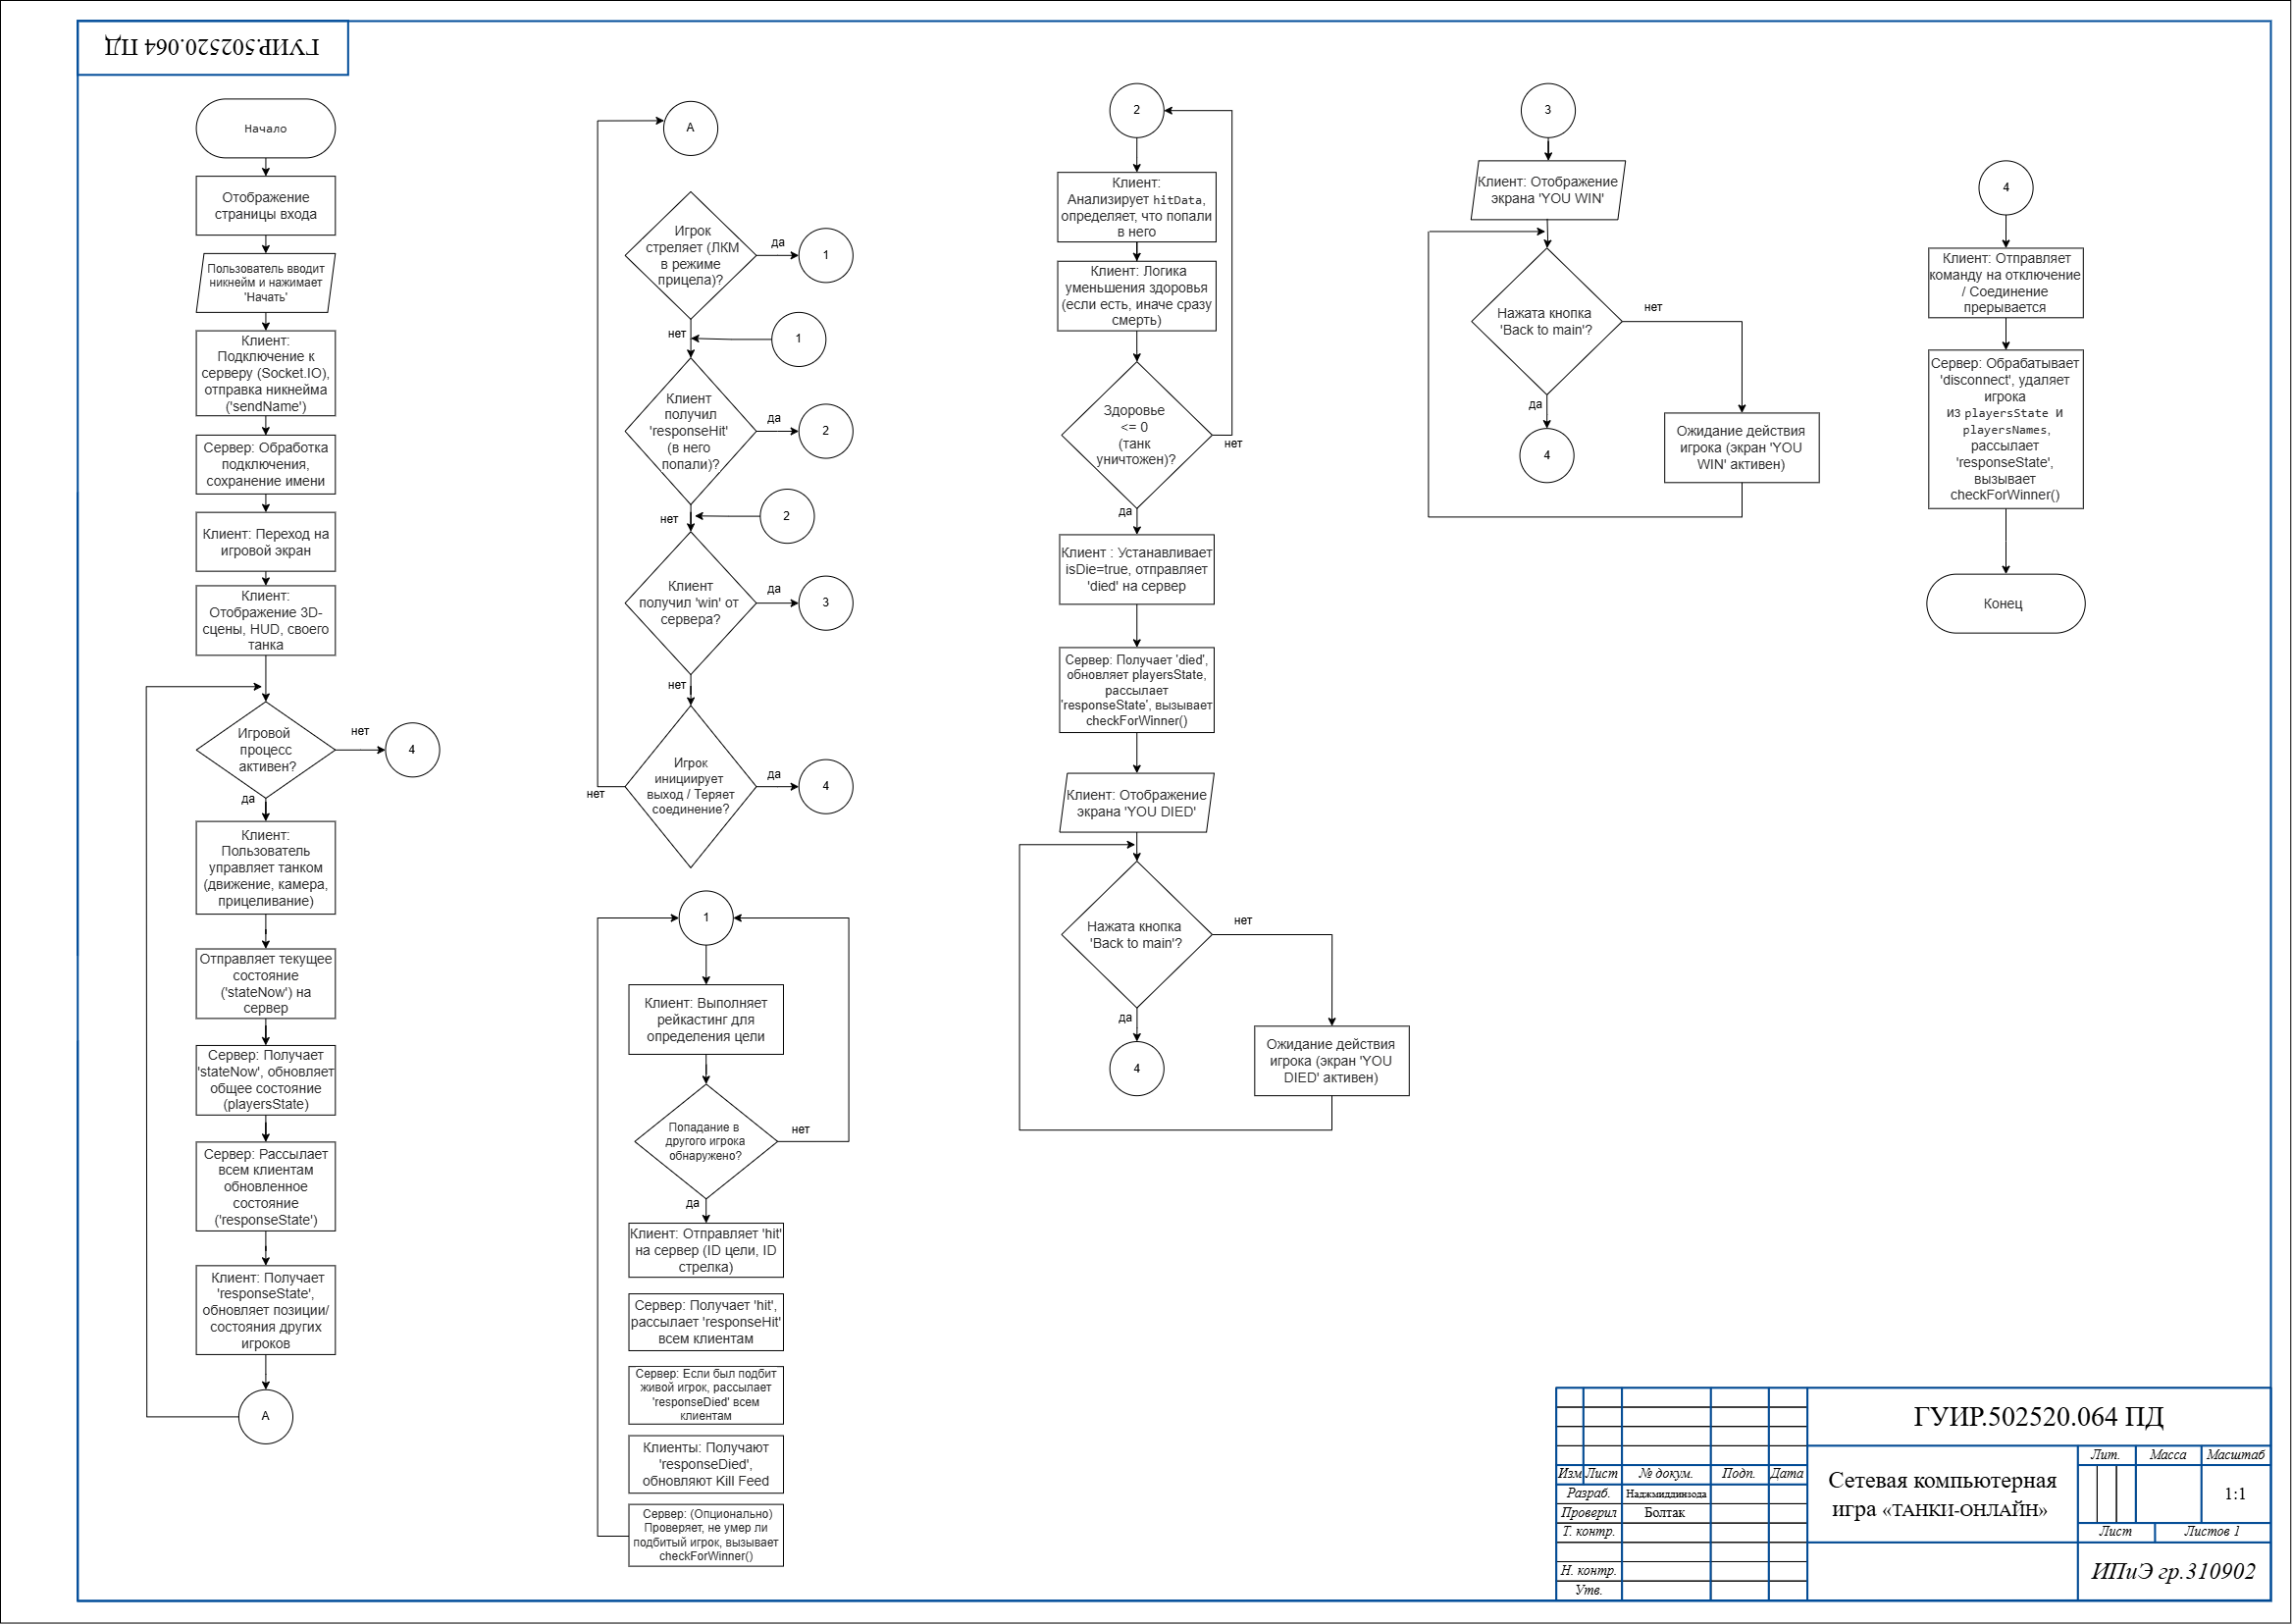 ГУИР.502520.064 ПД
Начало
Отображение
страницы входа
Пользователь вводит
никнейм и нажимает
'Начать'
Клиент:
Подключение к
серверу (Socket.IO),
отправка никнейма
('sendName')
Сервер: Обработка
подключения,
сохранение имени
Клиент: Переход на
игровой экран
Клиент:
Отображение 3D-
сцены, HUD, своего
танка
Игровой
процесс
активен?
нет
4
да
Клиент:
Пользователь
управляет танком
(движение, камера,
прицеливание)
Отправляет текущее
состояние
('stateNow') на
сервер
Сервер: Получает
'stateNow', обновляет
общее состояние
(playersState)
Сервер: Рассылает
всем клиентам
обновленное
состояние
('responseState')
Клиент: Получает
'responseState',
обновляет позиции/
состояния других
игроков
А
А
Игрок
стреляет (ЛКМ
в режиме
прицела)?
да
1
нет
1
Клиент
получил
'responseHit'
(в него
попали)?
да
2
нет
2
Клиент
получил 'win' от
сервера?
да
3
нет
Игрок
инициирует
выход / Теряет
соединение?
да
4
нет
1
Клиент: Выполняет
рейкастинг для
определения цели
Попадание в
другого игрока
обнаружено?
нет
да
Клиент: Отправляет 'hit'
на сервер (ID цели, ID
стрелка)
Сервер: Получает 'hit',
рассылает 'responseHit'
всем клиентам
Сервер: Если был подбит
живой игрок, рассылает
'responseDied' всем
клиентам
Клиенты: Получают
'responseDied',
обновляют Kill Feed
Сервер: (Опционально)
Проверяет, не умер ли
подбитый игрок, вызывает
checkForWinner()
2
Клиент:
Анализирует hitData,
определяет, что попали
в него
Клиент: Логика
уменьшения здоровья
(если есть, иначе сразу
смерть)
Здоровье
<= 0
(танк
уничтожен)?
нет
да
Клиент : Устанавливает
isDie=true, отправляет
'died' на сервер
Сервер: Получает 'died',
обновляет playersState,
рассылает
'responseState', вызывает
checkForWinner()
Клиент: Отображение
экрана 'YOU DIED'
Нажата кнопка
'Back to main'?
нет
да
4
Ожидание действия
игрока (экран 'YOU
DIED' активен)
3
Клиент: Отображение
экрана 'YOU WIN'
Нажата кнопка
'Back to main'?
нет
да
4
Ожидание действия
игрока (экран 'YOU
WIN' активен)
4
Клиент: Отправляет
команду на отключение
/ Соединение
прерывается
Сервер: Обрабатывает
'disconnect', удаляет
игрока
из playersState и
playersNames,
рассылает
'responseState',
вызывает
checkForWinner()
Конец
ГУИР.502520.064 ПД
Лит. Масса Масштаб
Изм Лист № докум. Подп. Дата
Сетевая компьютерная
игра «ТАНКИ-ОНЛАЙН»
1:1
Разраб. Наджмиддинзода
Проверил Болтак
Т. контр.
Лист Листов 1
Н. контр.
Утв.
ИПиЭ гр.310902